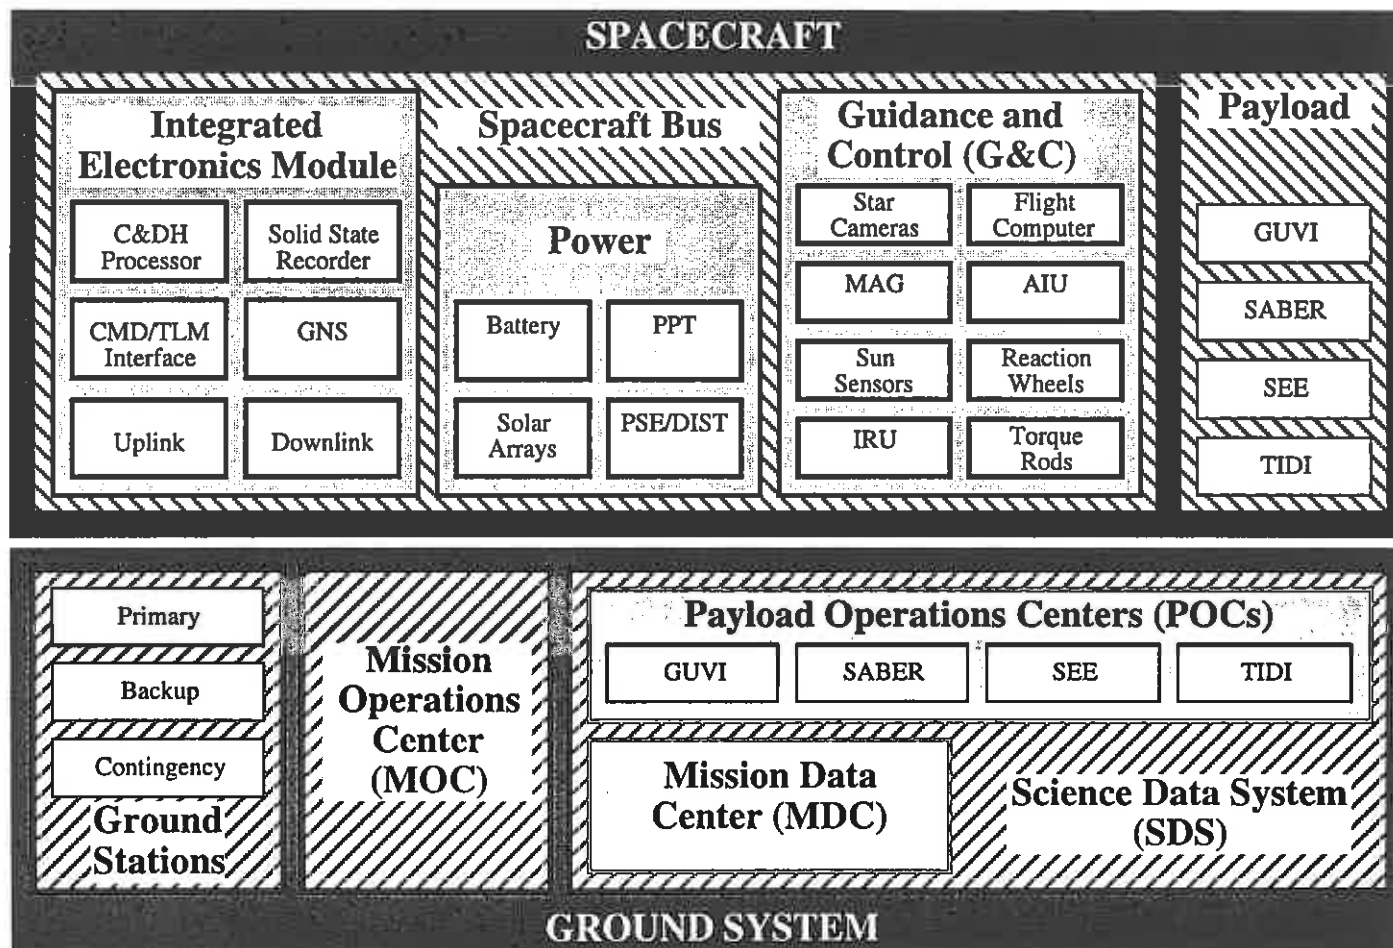 SPACECRAFT
Integrated
Electronics Module
C&DH
Processor
Solid State
Recorder
CMD/TLM
Interface
GNS
Uplink
Downlink
Spacecraft Bus
Power
Battery
PPT
Solar
Arrays
PSE/DIST
Guidance and
Control (G&C)
Star
Cameras
Flight
Computer
MAG
AIU
Sun
Sensors
Reaction
Wheels
IRU
Torque
Rods
Payload
GUVI
SABER
SEE
TIDI
Primary
Backup
Contingency
Ground
Stations
Mission
Operations
Center
(MOC)
Payload Operations Centers (POCs)
GUVI
SABER
SEE
TIDI
Mission Data
Center (MDC)
Science Data System
(SDS)
GROUND SYSTEM